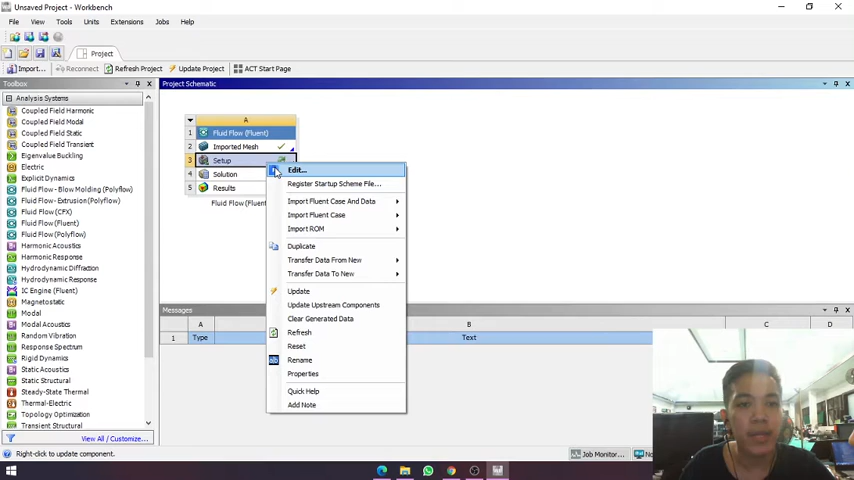 Unsaved Project - Workbench
File View Tools Units Extensions Jobs Help
Project
Import... Reconnect Refresh Project Update Project ACT Start Page
Toolbox
Analysis Systems
Coupled Field Harmonic
Coupled Field Modal
Coupled Field Static
Coupled Field Transient
Eigenvalue Buckling
Electric
Explicit Dynamics
Fluid Flow - Blow Molding (Polyflow)
Fluid Flow - Extrusion (Polyflow)
Fluid Flow (CFX)
Fluid Flow (Fluent)
Fluid Flow (Polyflow)
Harmonic Acoustics
Harmonic Response
Hydrodynamic Diffraction
Hydrodynamic Response
IC Engine (Fluent)
Magnetostatic
Modal
Modal Acoustics
Random Vibration
Response Spectrum
Rigid Dynamics
Static Acoustics
Static Structural
Steady-State Thermal
Thermal-Electric
Topology Optimization
Transient Structural
View All / Customize...
Project Schematic
A
1 Fluid Flow (Fluent)
2 Imported Mesh
3 Setup
4 Solution
5 Results
Fluid Flow (Fluent
Edit...
Register Startup Scheme File...
Import Fluent Case And Data
Import Fluent Case
Import ROM
Duplicate
Transfer Data From New
Transfer Data To New
Update
Update Upstream Components
Clear Generated Data
Refresh
Reset
Rename
Properties
Quick Help
Add Note
Messages
A B C D
1 Type Text
Right-click to update component.
Job Monitor...